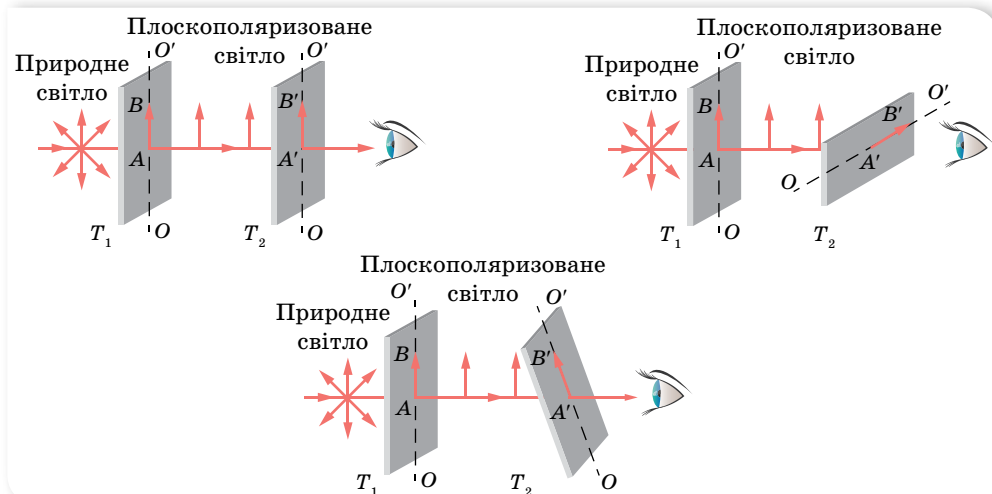 Плоскополяризоване
світло
Природне
світло
O′
O′
B
B′
A
A′
T1
O
T2
O
Плоскополяризоване
світло
Природне
світло
O′
O′
B
B′
A
A′
O
T1
O
T2
Плоскополяризоване
світло
Природне
світло
O′
O′
B
B′
A
A′
T1
O
T2
O